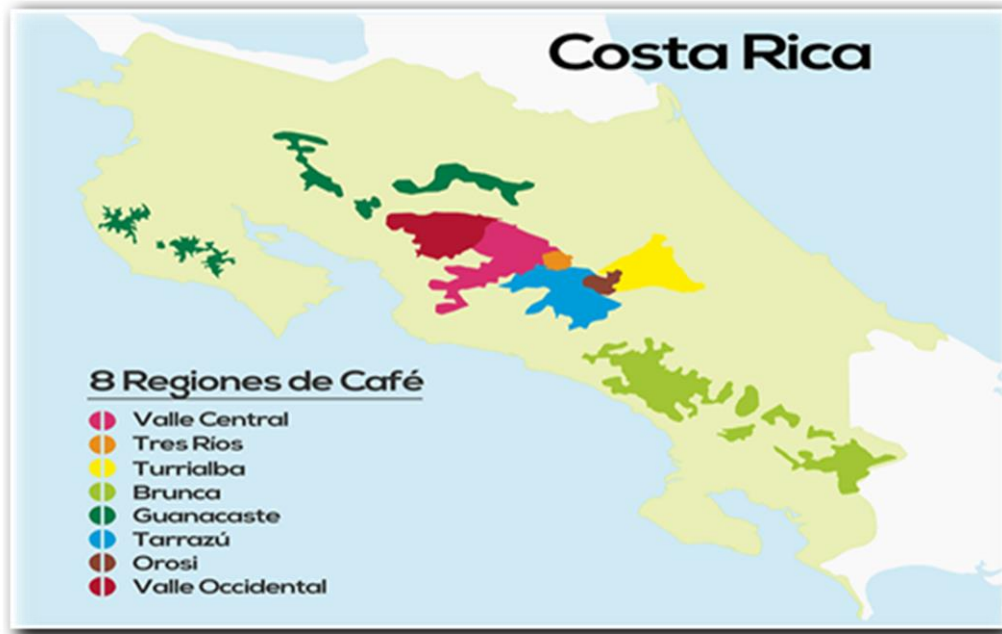 Costa Rica
8 Regiones de Café
Valle Central
Tres Ríos
Turrialba
Brunca
Guanacaste
Tarrazú
Orosi
Valle Occidental